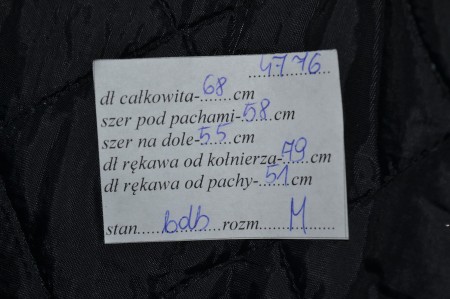 4776
dł całkowita-68cm
szer pod pachami-58cm
szer na dole-55cm
dł rękawa od kołnierza-79cm
dł rękawa od pachy-51cm
stan......bdb......rozm......M......